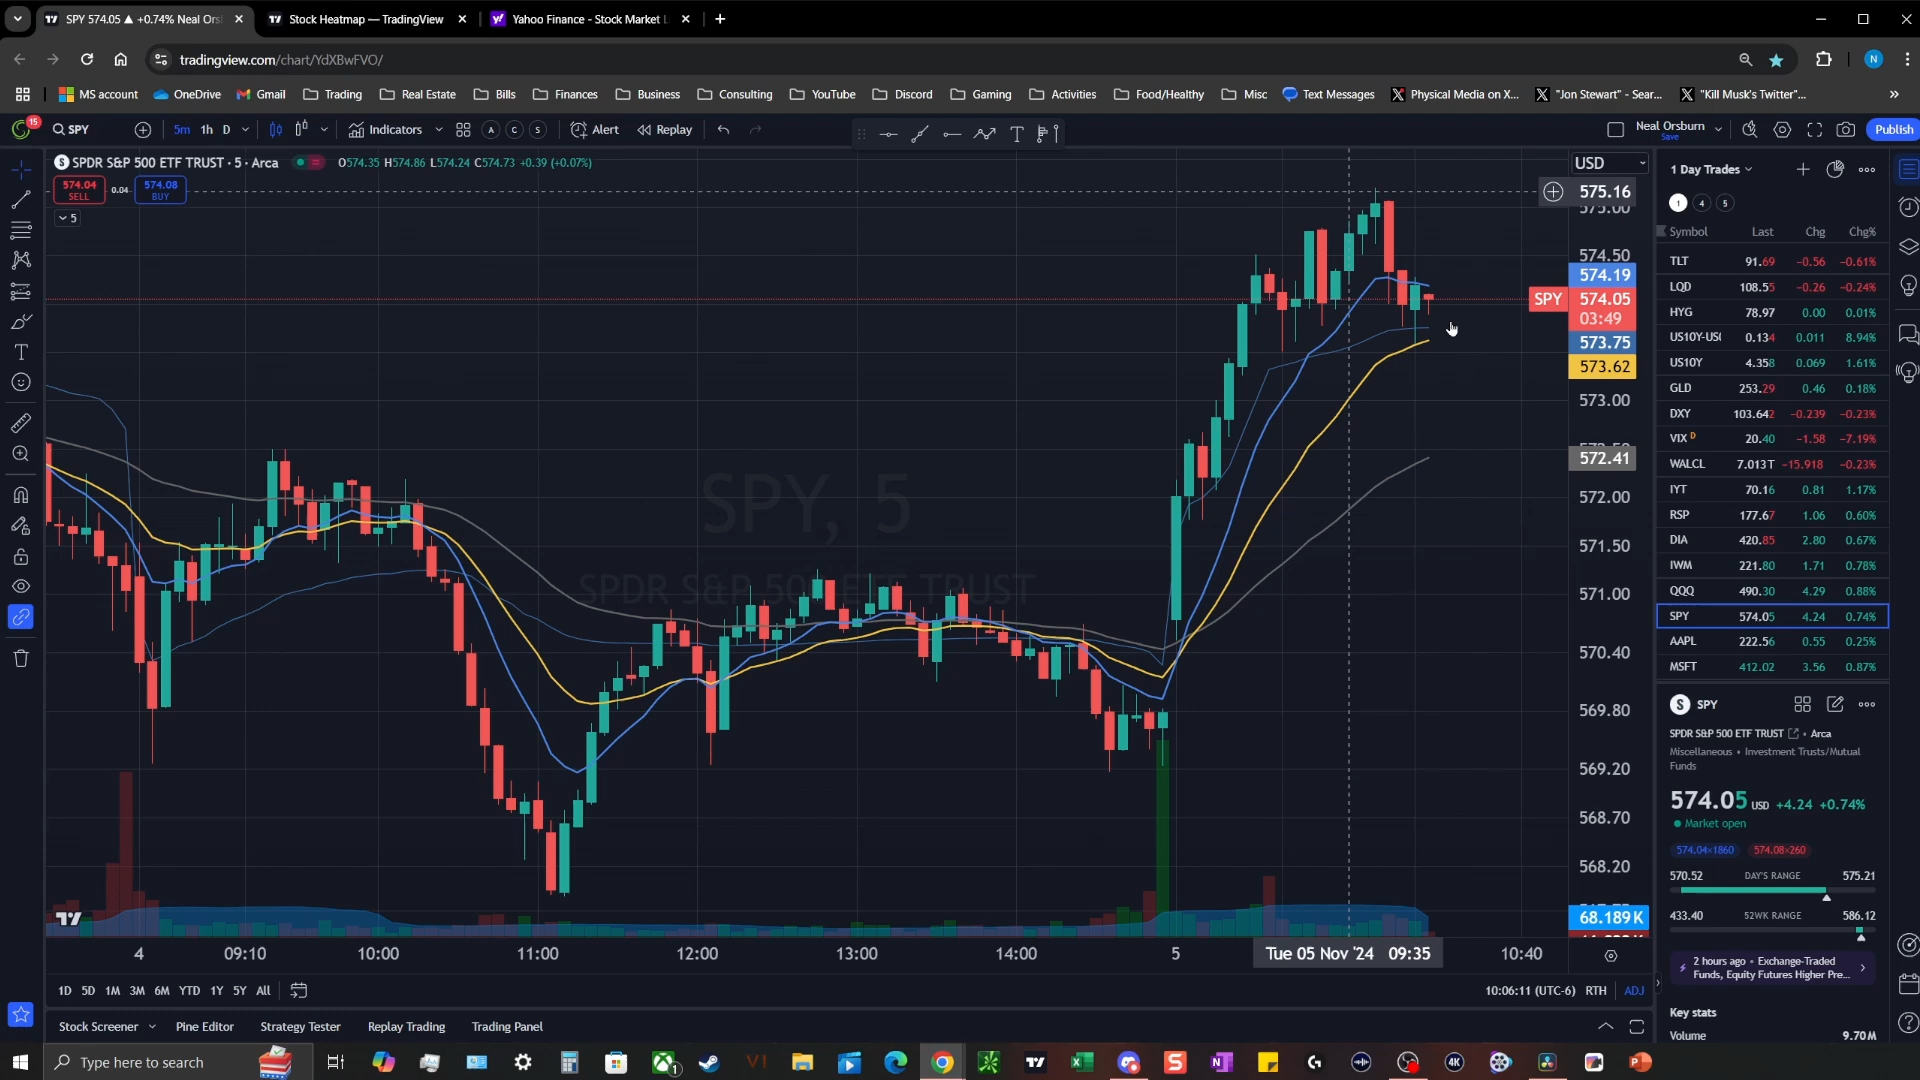 SPY 574.05 ▲ +0.74% Neal Ors
Stock Heatmap — TradingView
Yahoo Finance - Stock Market L
tradingview.com/chart/YdXBwFVO/
MS account
OneDrive
Gmail
Trading
Real Estate
Bills
Finances
Business
Consulting
YouTube
Discord
Gaming
Activities
Food/Healthy
Misc
Text Messages
Physical Media on X...
"Jon Stewart" - Sear...
"Kill Musk's Twitter"...
15
SPY
5m 1h D
Indicators
A C S
Alert
Replay
Neal Orsburn
Save
Publish
SPDR S&P 500 ETF TRUST · 5 · Arca
O574.35 H574.86 L574.24 C574.73 +0.39 (+0.07%)
574.04
SELL
0.04
574.08
BUY
5
SPY, 5
SPDR S&P 500 ETF TRUST
USD
575.16
575.00
574.50
574.19
SPY 574.05
03:49
573.75
573.62
573.00
572.41
572.00
571.50
571.00
570.40
569.80
569.20
568.70
568.20
68.189K
4 09:10 10:00 11:00 12:00 13:00 14:00 5 Tue 05 Nov '24 09:35 10:40
1D 5D 1M 3M 6M YTD 1Y 5Y All
10:06:11 (UTC-6) RTH ADJ
Stock Screener
Pine Editor
Strategy Tester
Replay Trading
Trading Panel
1 Day Trades
1 4 5
Symbol Last Chg Chg%
TLT 91.69 −0.56 −0.61%
LQD 108.55 −0.26 −0.24%
HYG 78.97 0.00 0.01%
US10Y-US( 0.134 0.011 8.94%
US10Y 4.358 0.069 1.61%
GLD 253.29 0.46 0.18%
DXY 103.642 −0.239 −0.23%
VIX D 20.40 −1.58 −7.19%
WALCL 7.013T −15.918 −0.23%
IYT 70.16 0.81 1.17%
RSP 177.67 1.06 0.60%
DIA 420.85 2.80 0.67%
IWM 221.80 1.71 0.78%
QQQ 490.30 4.29 0.88%
SPY 574.05 4.24 0.74%
AAPL 222.56 0.55 0.25%
MSFT 412.02 3.56 0.87%
S SPY
SPDR S&P 500 ETF TRUST · Arca
Miscellaneous • Investment Trusts/Mutual
Funds
574.05 USD +4.24 +0.74%
Market open
574.04×1860 574.08×260
570.52 DAY'S RANGE 575.21
433.40 52WK RANGE 586.12
2 hours ago • Exchange-Traded
Funds, Equity Futures Higher Pre...
Key stats
Volume 9.70M
Type here to search